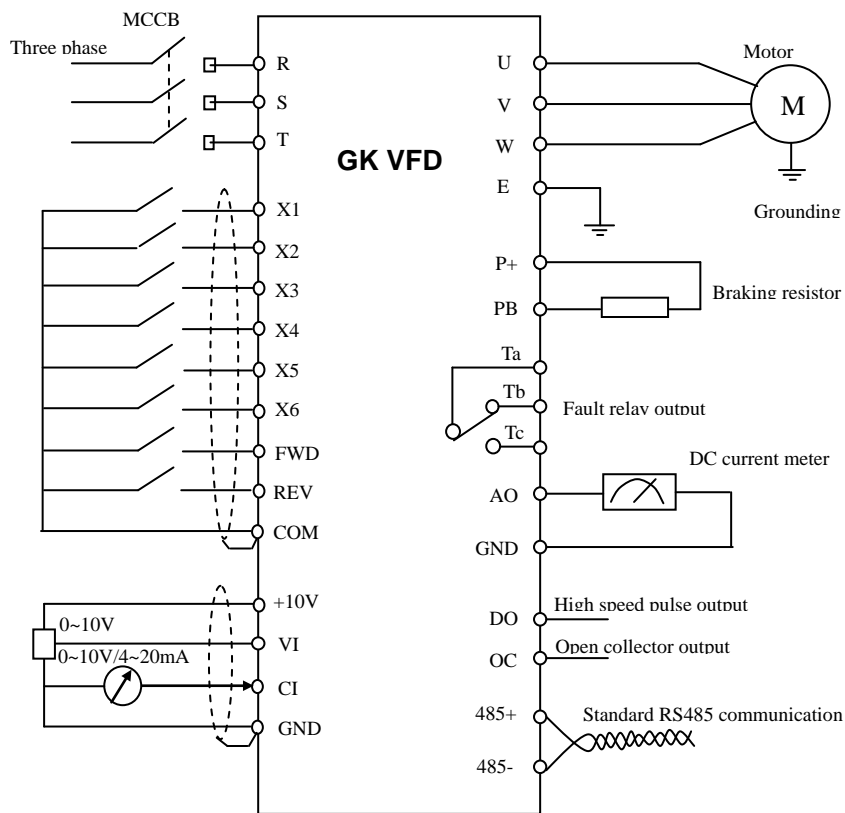 MCCB
Three phase
R
S
T
X1
X2
X3
X4
X5
X6
FWD
REV
COM
+10V
0~10V
VI
0~10V/4~20mA
CI
GND
GK VFD
U
V
W
E
Motor
M
Grounding
P+
PB
Braking resistor
Ta
Tb
Tc
Fault relay output
DC current meter
AO
GND
DO
High speed pulse output
OC
Open collector output
485+
485-
Standard RS485 communication